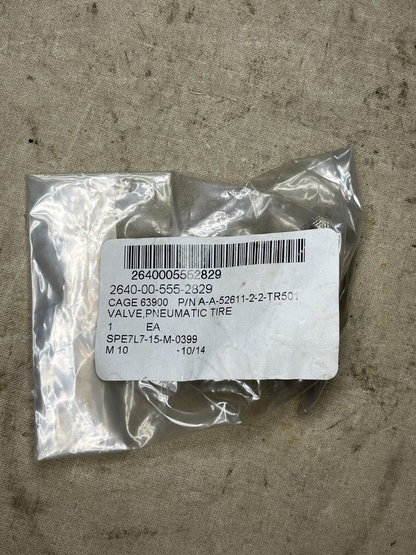 2640005552829
2640-00-555-2829
CAGE 63900 P/N A-A-52611-2-2-TR501
VALVE,PNEUMATIC TIRE
1 EA
SPE7L7-15-M-0399
M 10 -10/14